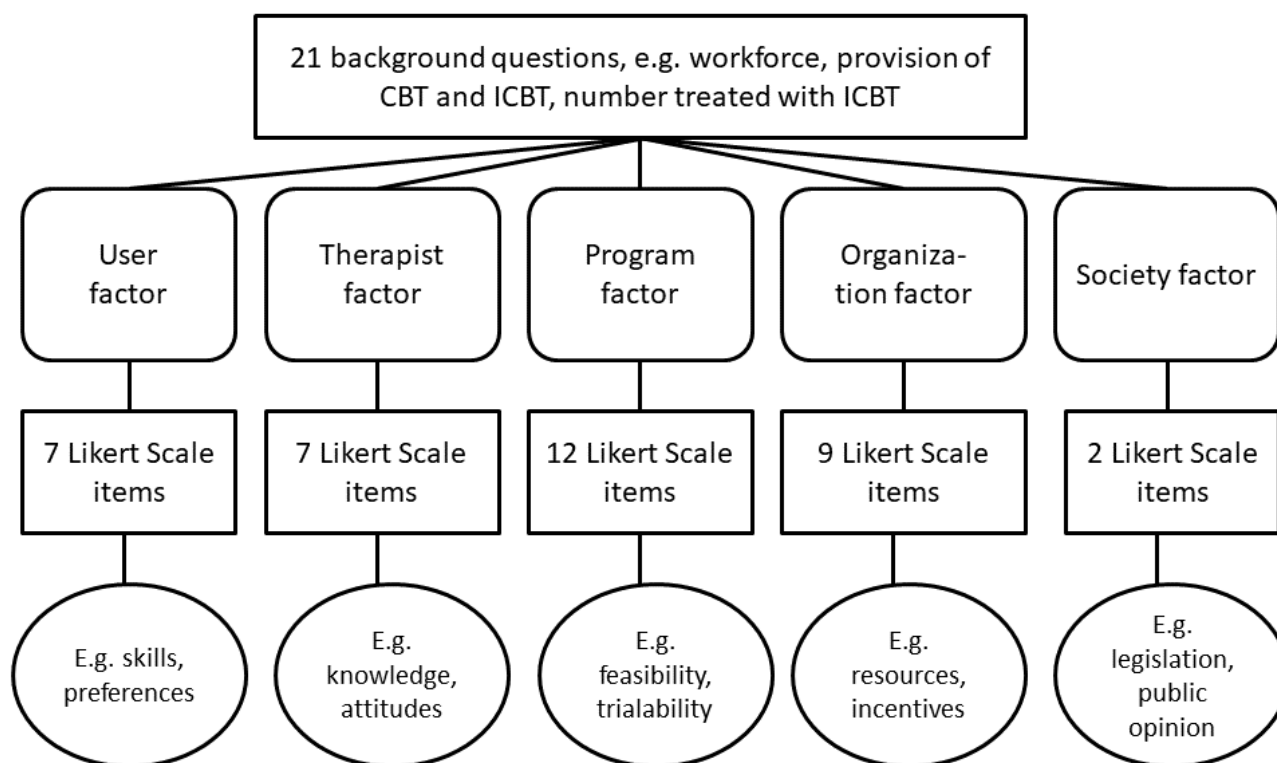 21 background questions, e.g. workforce, provision of
CBT and ICBT, number treated with ICBT
User
factor
Therapist
factor
Program
factor
Organiza-
tion factor
Society factor
7 Likert Scale
items
7 Likert Scale
items
12 Likert Scale
items
9 Likert Scale
items
2 Likert Scale
items
E.g. skills,
preferences
E.g.
knowledge,
attitudes
E.g.
feasibility,
trialability
E.g.
resources,
incentives
E.g.
legislation,
public
opinion